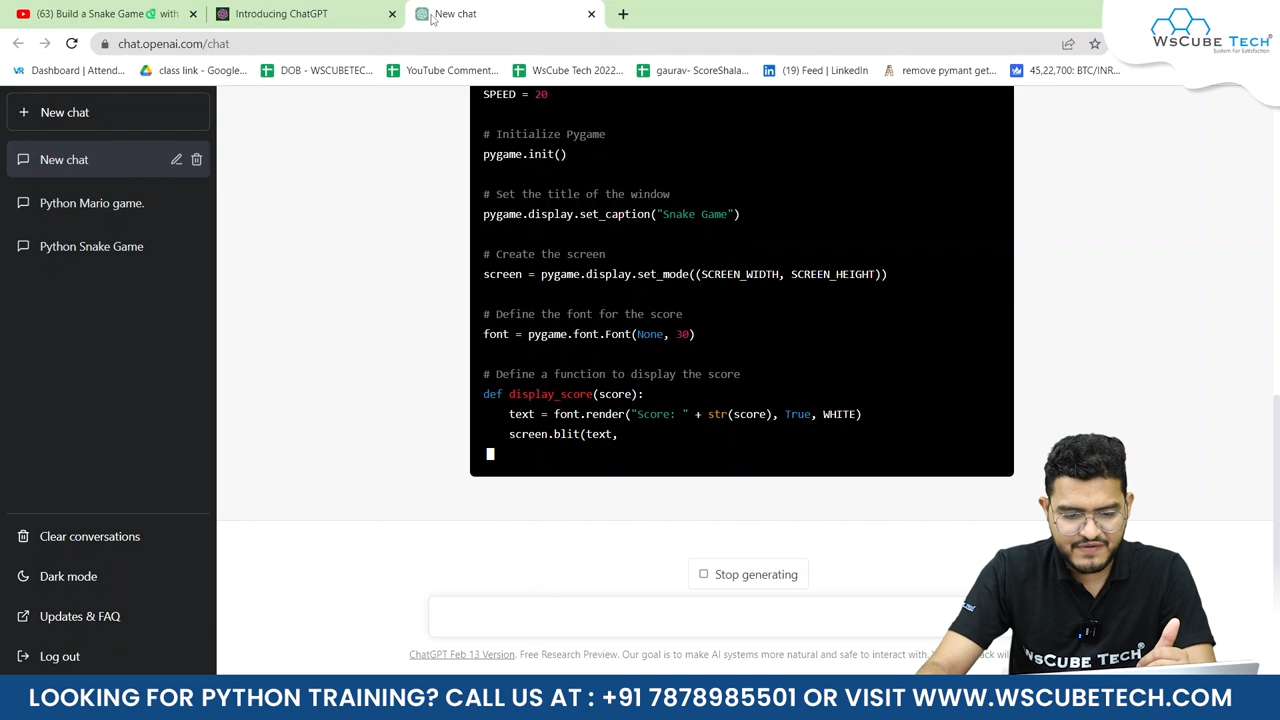 (63) Build a Snake Game with
Introducing ChatGPT
New chat
WsCube Tech
System For Satisfaction
chat.openai.com/chat
Dashboard | Attend...
class link - Google...
DOB - WSCUBETEC...
YouTube Comment...
WsCube Tech 2022...
gaurav- ScoreShala...
(19) Feed | LinkedIn
remove pymant get...
45,22,700: BTC/INR...
New chat
New chat
Python Mario game.
Python Snake Game
SPEED = 20
# Initialize Pygame
pygame.init()
# Set the title of the window
pygame.display.set_caption("Snake Game")
# Create the screen
screen = pygame.display.set_mode((SCREEN_WIDTH, SCREEN_HEIGHT))
# Define the font for the score
font = pygame.font.Font(None, 30)
# Define a function to display the score
def display_score(score):
text = font.render("Score: " + str(score), True, WHITE)
screen.blit(text,
Clear conversations
Dark mode
Updates & FAQ
Log out
Stop generating
ChatGPT Feb 13 Version. Free Research Preview. Our goal is to make AI systems more natural and safe to interact with.
WsCube Tech
LOOKING FOR PYTHON TRAINING? CALL US AT : +91 7878985501 OR VISIT WWW.WSCUBETECH.COM